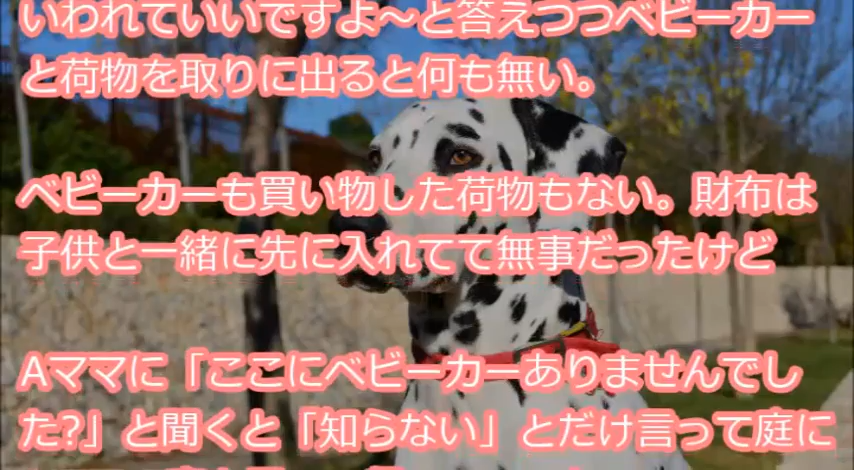 いわれていいですよ～と答えつつベビーカー
と荷物を取りに出ると何も無い。
ベビーカーも買い物した荷物もない。財布は
子供と一緒に先に入れてて無事だったけど
Aママに「ここにベビーカーありませんでし
た?」と聞くと「知らない」とだけ言って庭に